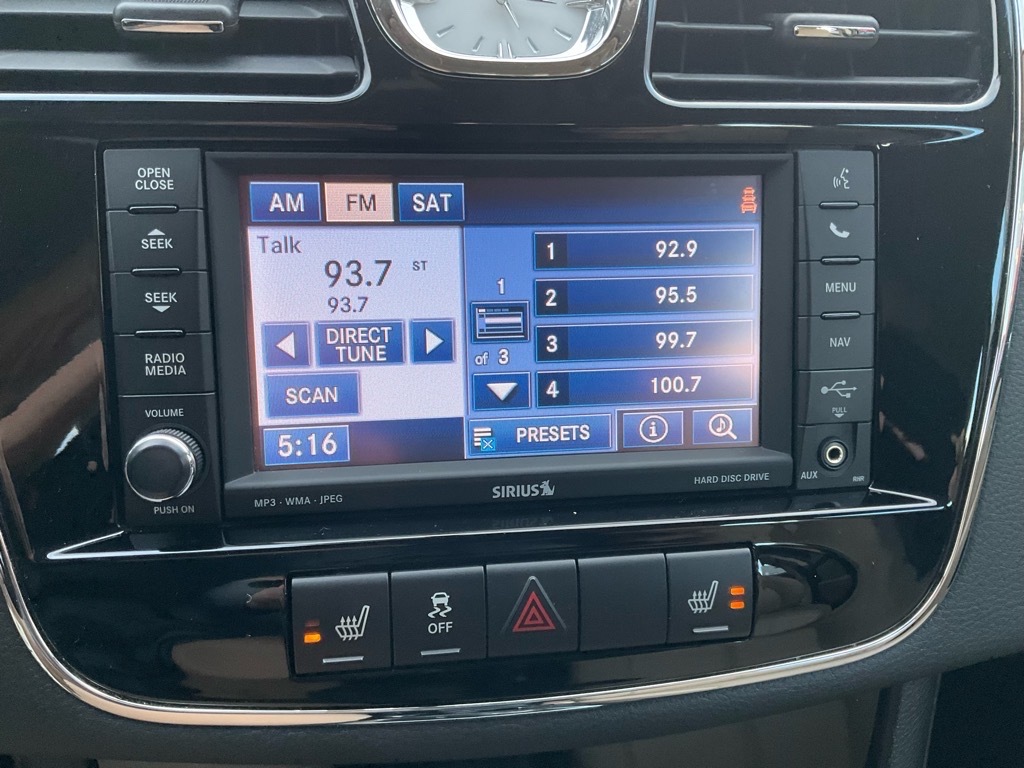 OPEN
CLOSE
SEEK
SEEK
RADIO
MEDIA
VOLUME
PUSH ON
AM FM SAT
Talk
93.7 ST
93.7
DIRECT
TUNE
SCAN
5:16
1
of 3
1 92.9
2 95.5
3 99.7
4 100.7
PRESETS
i
MP3 · WMA · JPEG
SIRIUS
HARD DISC DRIVE
MENU
NAV
PULL
AUX
RHR
OFF